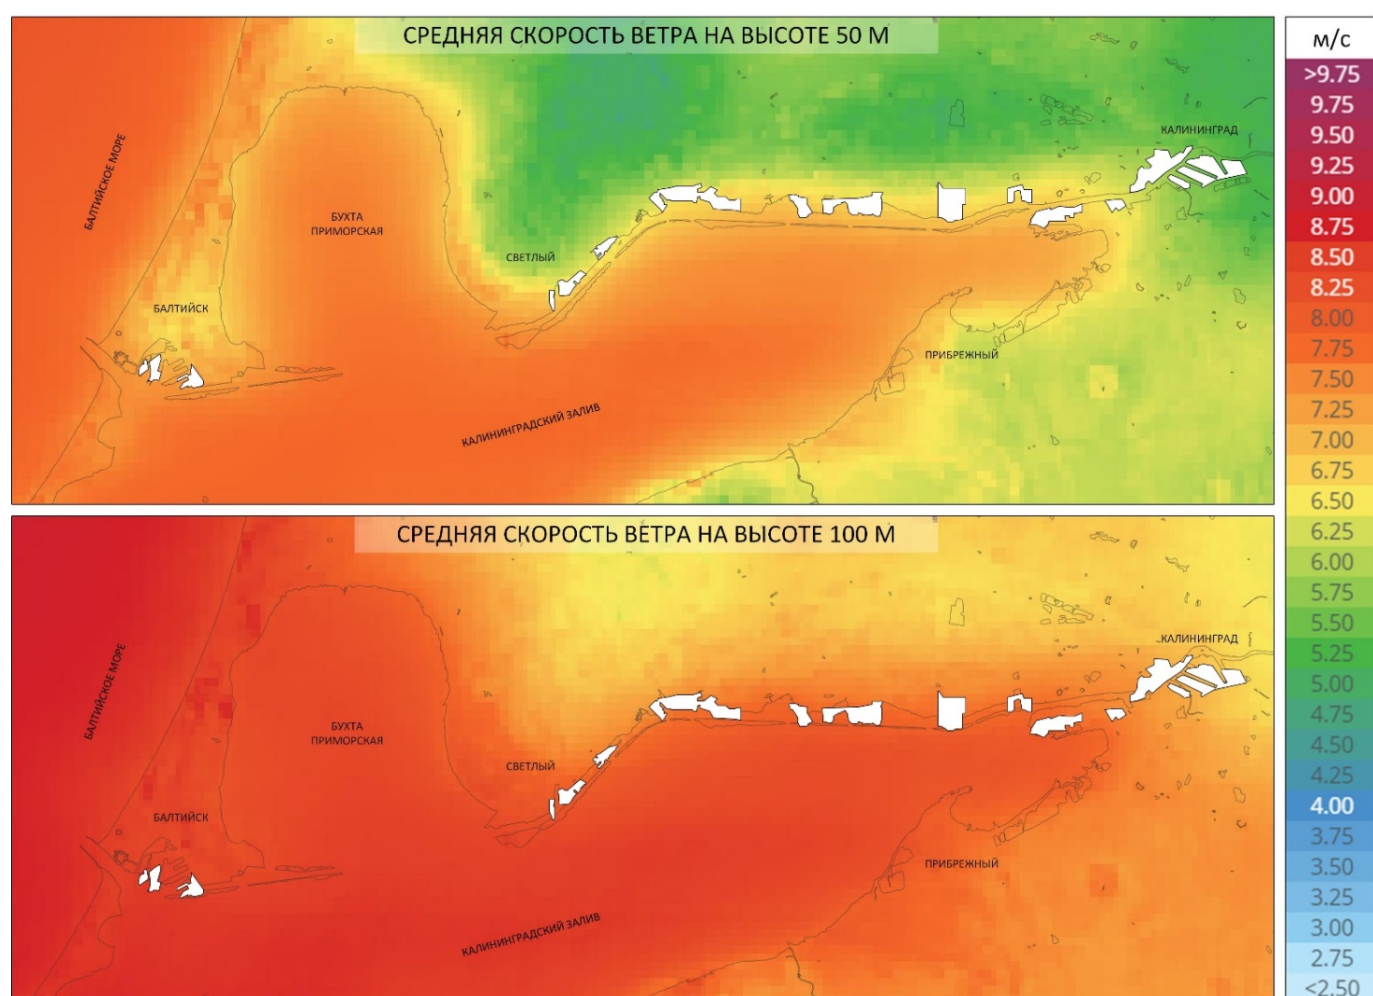 СРЕДНЯЯ СКОРОСТЬ ВЕТРА НА ВЫСОТЕ 50 М
КАЛИНИНГРАД
БАЛТИЙСКОЕ МОРЕ
БУХТА
ПРИМОРСКАЯ
СВЕТЛЫЙ
БАЛТИЙСК
ПРИБРЕЖНЫЙ
КАЛИНИНГРАДСКИЙ ЗАЛИВ
СРЕДНЯЯ СКОРОСТЬ ВЕТРА НА ВЫСОТЕ 100 М
КАЛИНИНГРАД
БАЛТИЙСКОЕ МОРЕ
БУХТА
ПРИМОРСКАЯ
СВЕТЛЫЙ
БАЛТИЙСК
ПРИБРЕЖНЫЙ
КАЛИНИНГРАДСКИЙ ЗАЛИВ
м/с
>9.75
9.75
9.50
9.25
9.00
8.75
8.50
8.25
8.00
7.75
7.50
7.25
7.00
6.75
6.50
6.25
6.00
5.75
5.50
5.25
5.00
4.75
4.50
4.25
4.00
3.75
3.50
3.25
3.00
2.75
<2.50